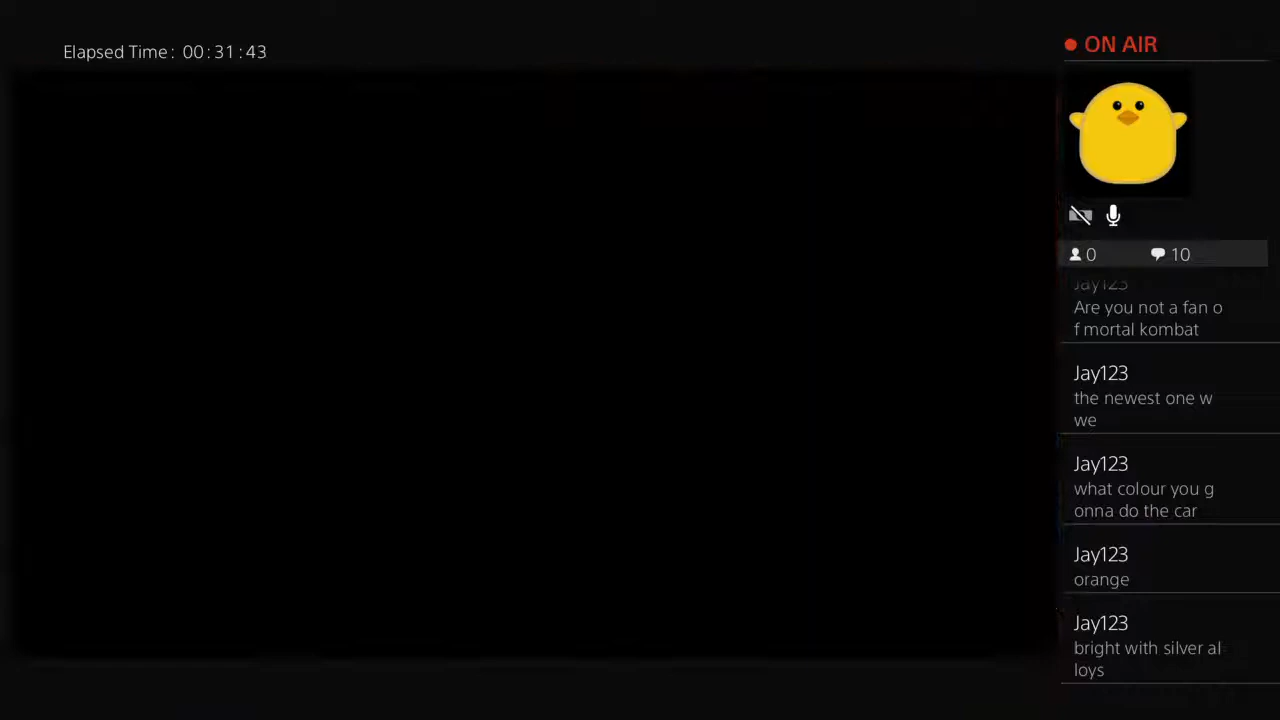 Elapsed Time: 00:31:43
ON AIR
0
10
Jay123
Are you not a fan o
f mortal kombat
Jay123
the newest one w
we
Jay123
what colour you g
onna do the car
Jay123
orange
Jay123
bright with silver al
loys